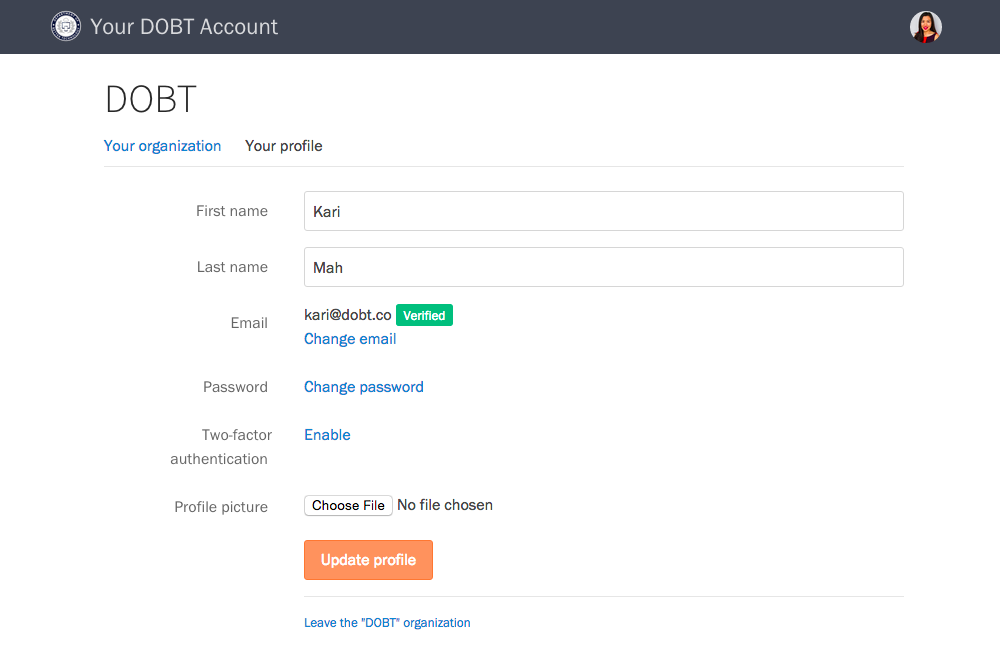 Your DOBT Account
DOBT
Your organization Your profile
First name Kari
Last name Mah
Email kari@dobt.co Verified
Change email
Password Change password
Two-factor Enable
authentication
Profile picture Choose File No file chosen
Update profile
Leave the "DOBT" organization